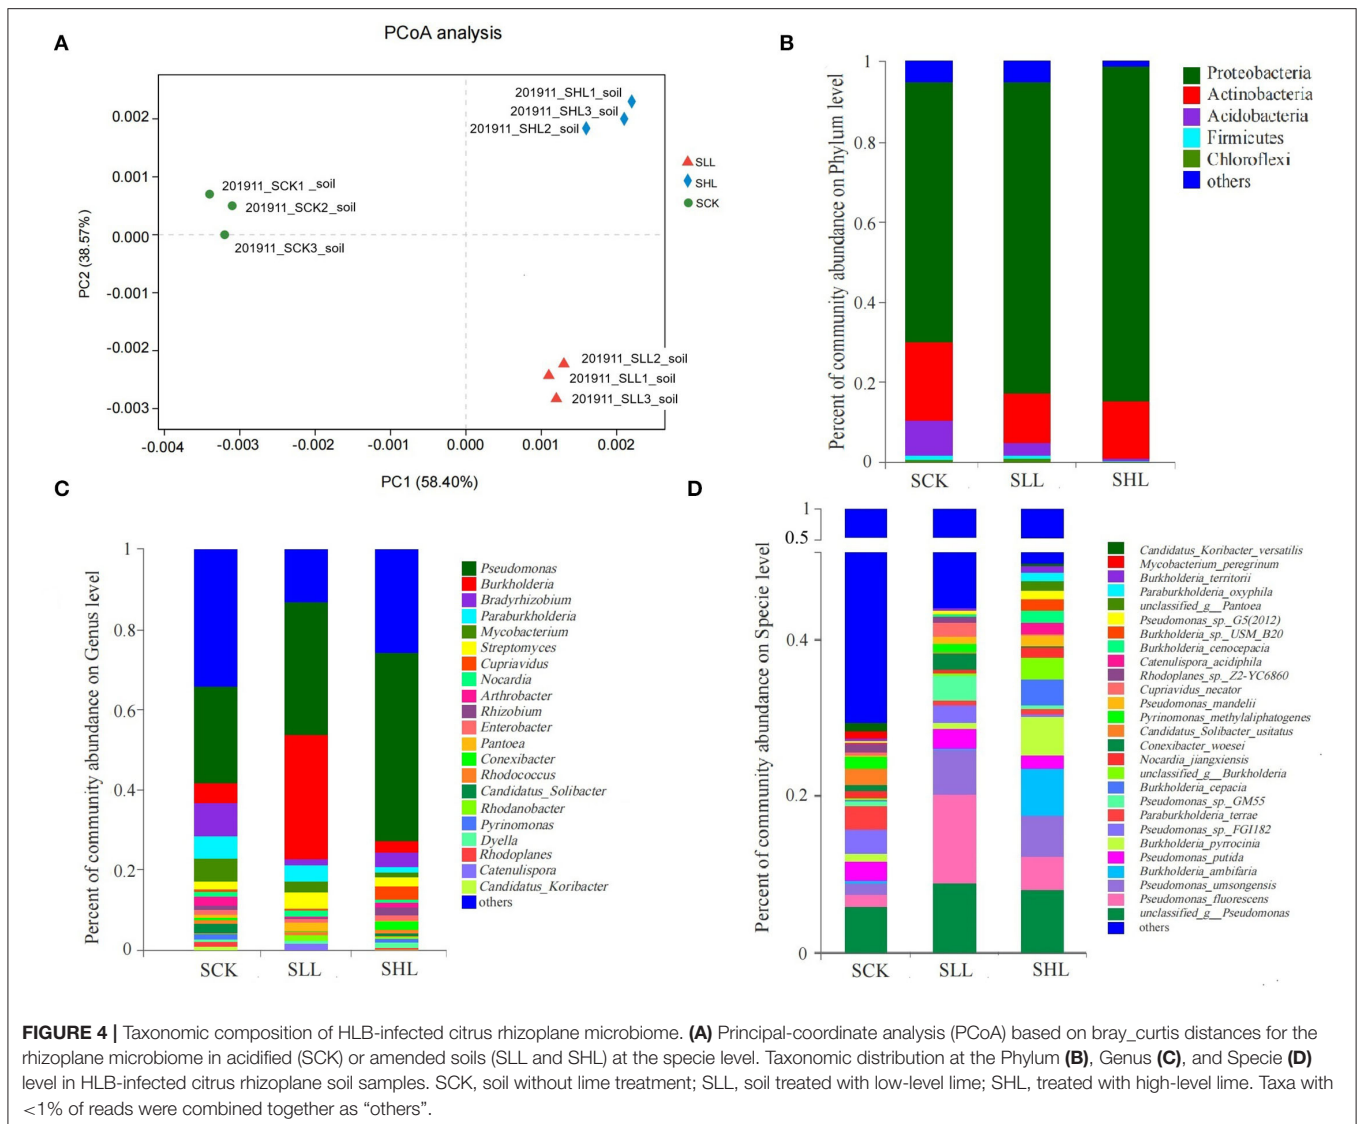 A
PCoA analysis
PC2 (38.57%)
0.002
0.001
0.000
-0.001
-0.002
-0.003
201911_SHL1_soil
201911_SHL3_soil
201911_SHL2_soil
201911_SCK1 _soil
201911_SCK2_soil
201911_SCK3_soil
201911_SLL2_soil
201911_SLL1_soil
201911_SLL3_soil
-0.004
-0.003
-0.002
-0.001
0.000
0.001
0.002
PC1 (58.40%)
SLL
SHL
SCK
B
Percent of community abundance on Phylum level
1
0.8
0.6
0.4
0.2
0
SCK
SLL
SHL
Proteobacteria
Actinobacteria
Acidobacteria
Firmicutes
Chloroflexi
others
C
Percent of community abundance on Genus level
1
0.8
0.6
0.4
0.2
0
SCK
SLL
SHL
Pseudomonas
Burkholderia
Bradyrhizobium
Paraburkholderia
Mycobacterium
Streptomyces
Cupriavidus
Nocardia
Arthrobacter
Rhizobium
Enterobacter
Pantoea
Conexibacter
Rhodococcus
Candidatus_Solibacter
Rhodanobacter
Pyrinomonas
Dyella
Rhodoplanes
Catenulispora
Candidatus_Koribacter
others
D
Percent of community abundance on Specie level
1
0.5
0.4
0.2
0
SCK
SLL
SHL
Candidatus_Koribacter_versatilis
Mycobacterium_peregrinum
Burkholderia_territorii
Paraburkholderia_oxyphila
unclassified_g__Pantoea
Pseudomonas_sp._G5(2012)
Burkholderia_sp._USM_B20
Burkholderia_cenocepacia
Catenulispora_acidiphila
Rhodoplanes_sp._Z2-YC6860
Cupriavidus_necator
Pseudomonas_mandelii
Pyrinomonas_methylaliphatogenes
Candidatus_Solibacter_usitatus
Conexibacter_woesei
Nocardia_jiangxiensis
unclassified_g_Burkholderia
Burkholderia_cepacia
Pseudomonas_sp._GM55
Paraburkholderia_terrae
Pseudomonas_sp._FGI182
Burkholderia_pyrrocinia
Pseudomonas_putida
Burkholderia_ambifaria
Pseudomonas_umsongensis
Pseudomonas_fluorescens
unclassified_g__Pseudomonas
others
FIGURE 4 | Taxonomic composition of HLB-infected citrus rhizoplane microbiome. (A) Principal-coordinate analysis (PCoA) based on bray_curtis distances for the
rhizoplane microbiome in acidified (SCK) or amended soils (SLL and SHL) at the specie level. Taxonomic distribution at the Phylum (B), Genus (C), and Specie (D)
level in HLB-infected citrus rhizoplane soil samples. SCK, soil without lime treatment; SLL, soil treated with low-level lime; SHL, treated with high-level lime. Taxa with
<1% of reads were combined together as “others”.